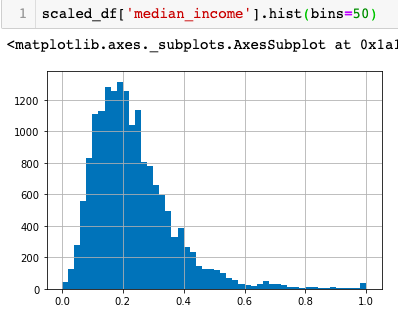 1 scaled_df['median_income'].hist(bins=50)
<matplotlib.axes._subplots.AxesSubplot at 0x1a1
1200
1000
800
600
400
200
0
0.0 0.2 0.4 0.6 0.8 1.0